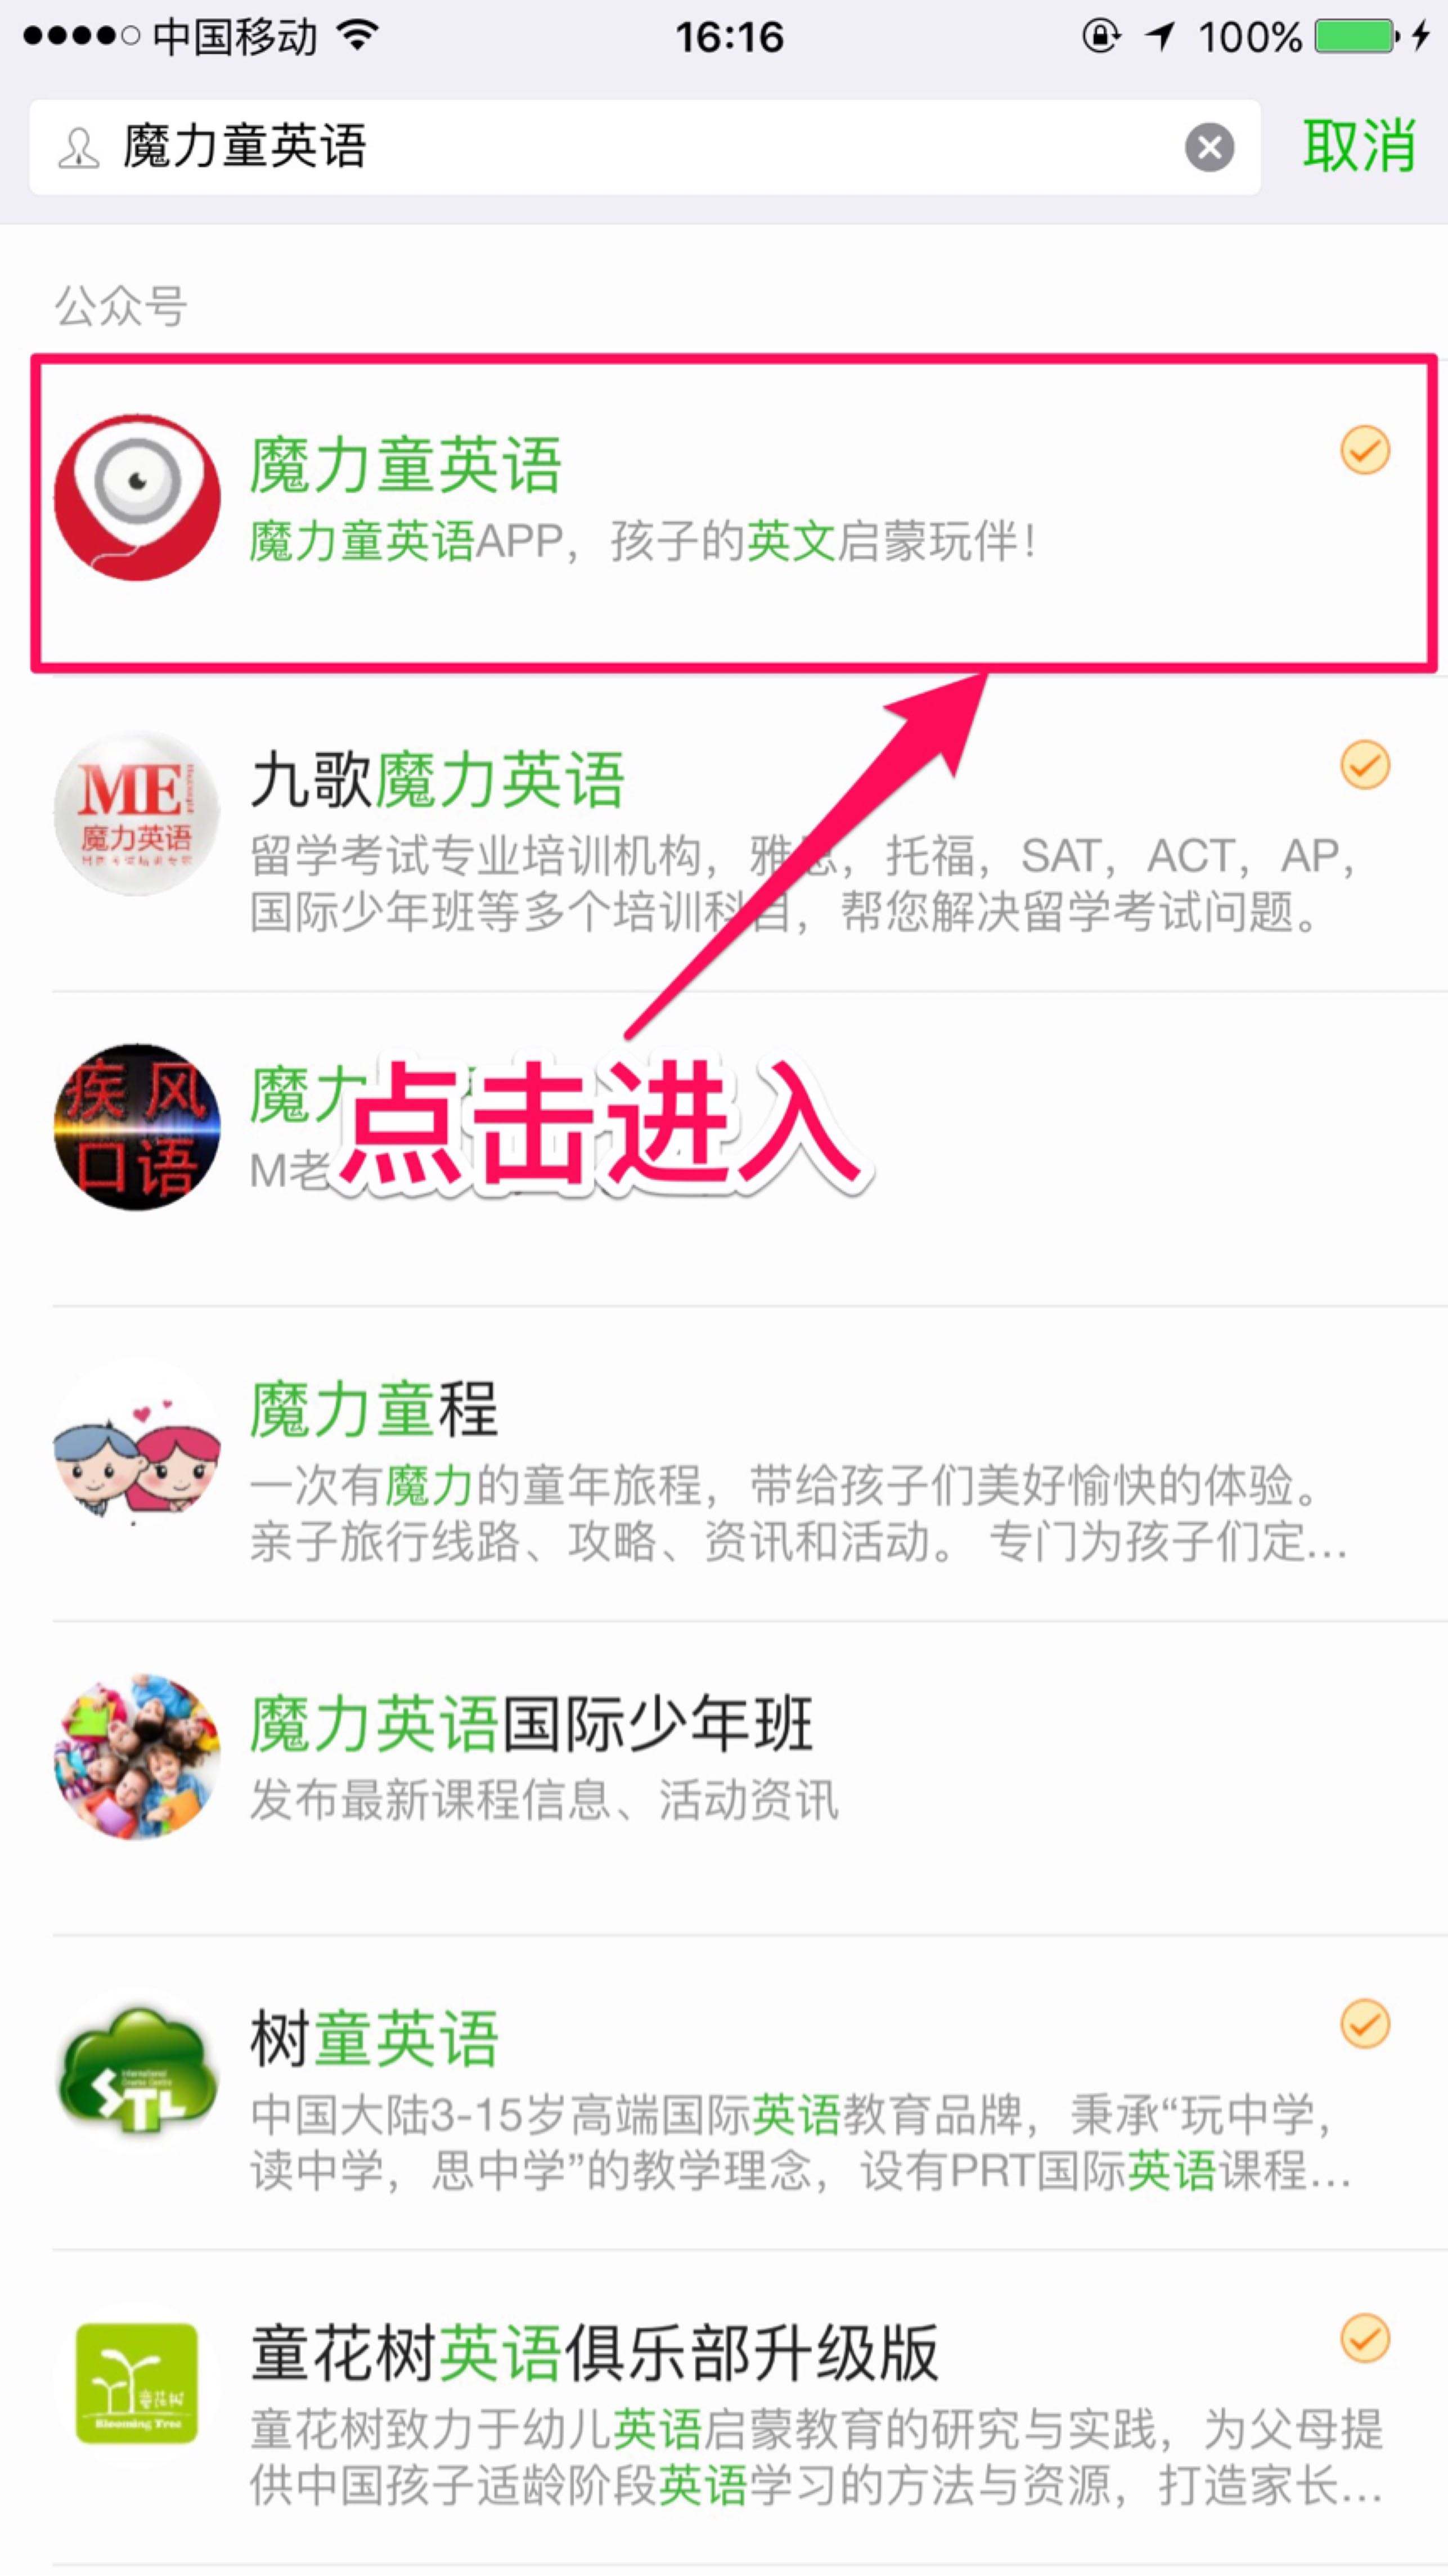 中国移动
16:16
100%
魔力童英语
取消
公众号
魔力童英语
魔力童英语APP，孩子的英文启蒙玩伴！
ME
魔力英语
九歌魔力英语
留学考试专业培训机构，雅思，托福，SAT，ACT，AP，
国际少年班等多个培训科目，帮您解决留学考试问题。
疾风
口语
魔力
M老
点击进入
魔力童程
一次有魔力的童年旅程，带给孩子们美好愉快的体验。
亲子旅行线路、攻略、资讯和活动。 专门为孩子们定...
魔力英语国际少年班
发布最新课程信息、活动资讯
STL
树童英语
中国大陆3-15岁高端国际英语教育品牌，秉承“玩中学，
读中学，思中学”的教学理念，设有PRT国际英语课程...
童花树
Blooming Tree
童花树英语俱乐部升级版
童花树致力于幼儿英语启蒙教育的研究与实践，为父母提
供中国孩子适龄阶段英语学习的方法与资源，打造家长...